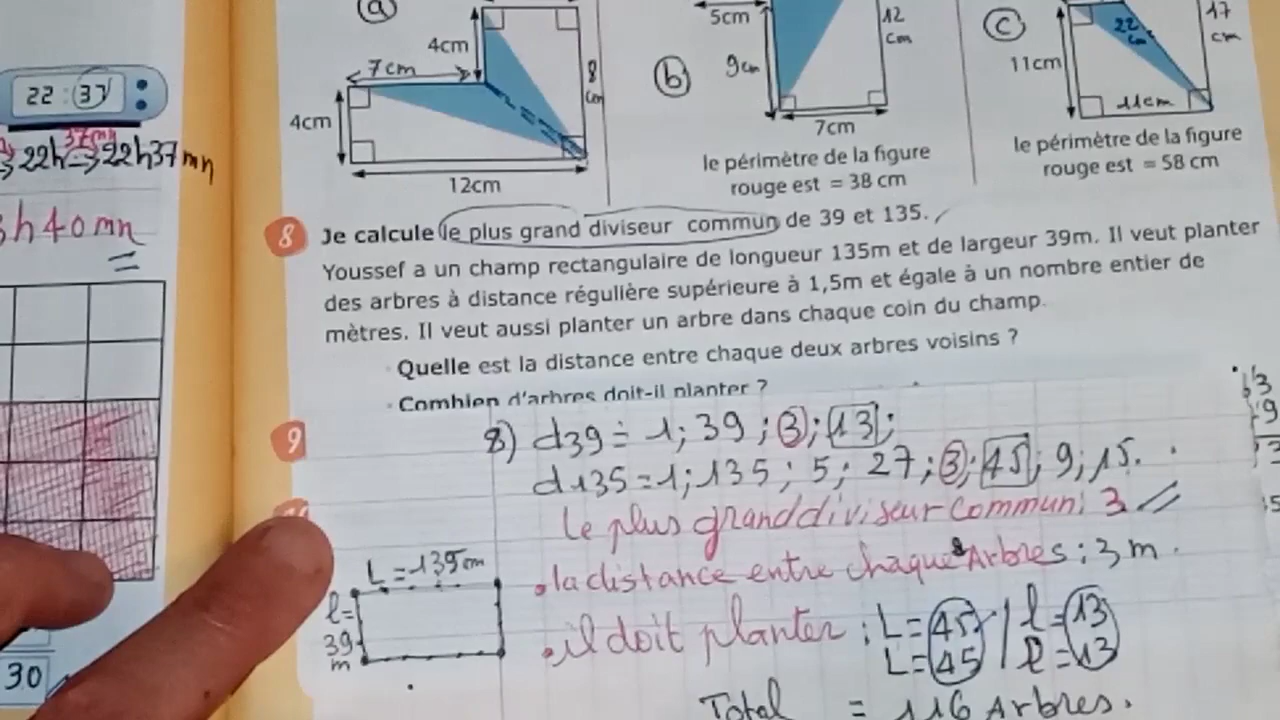 a
4cm
7cm
8 cm
4cm
12cm
b
5cm
12 cm
9cm
7cm
le périmètre de la figure
rouge est = 38 cm
c
22 cm
17 cm
11cm
11cm
le périmètre de la figure
rouge est = 58 cm
22 : 37
37mn
22h → 22h37mn
h40mn
30
8 Je calcule le plus grand diviseur commun de 39 et 135.
Youssef a un champ rectangulaire de longueur 135m et de largeur 39m. Il veut planter
des arbres à distance régulière supérieure à 1,5m et égale à un nombre entier de
mètres. Il veut aussi planter un arbre dans chaque coin du champ.
· Quelle est la distance entre chaque deux arbres voisins ?
· Combien d'arbres doit-il planter ?
9
8) d39 = 1; 39; 3; 13;
d135 = 1; 135; 5; 27; 3; 45; 9; 15.
le plus grand diviseur commun: 3
. la distance entre chaque Arbres : 3 m.
. il doit planter : L = 45 / l = 13
L = 45 / l = 13
Total = 116 Arbres.
L = 135m
l=
39
m